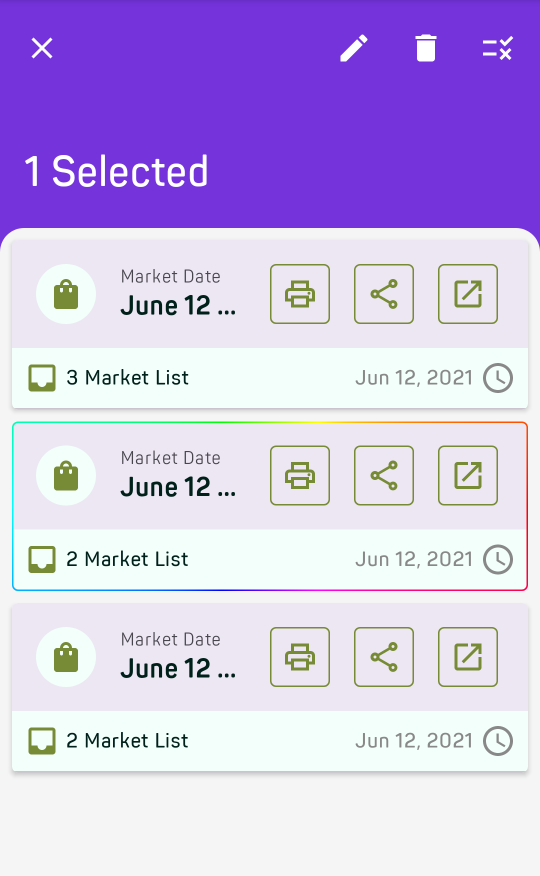 1 Selected
Market Date
June 12 ...
3 Market List
Jun 12, 2021
Market Date
June 12 ...
2 Market List
Jun 12, 2021
Market Date
June 12 ...
2 Market List
Jun 12, 2021